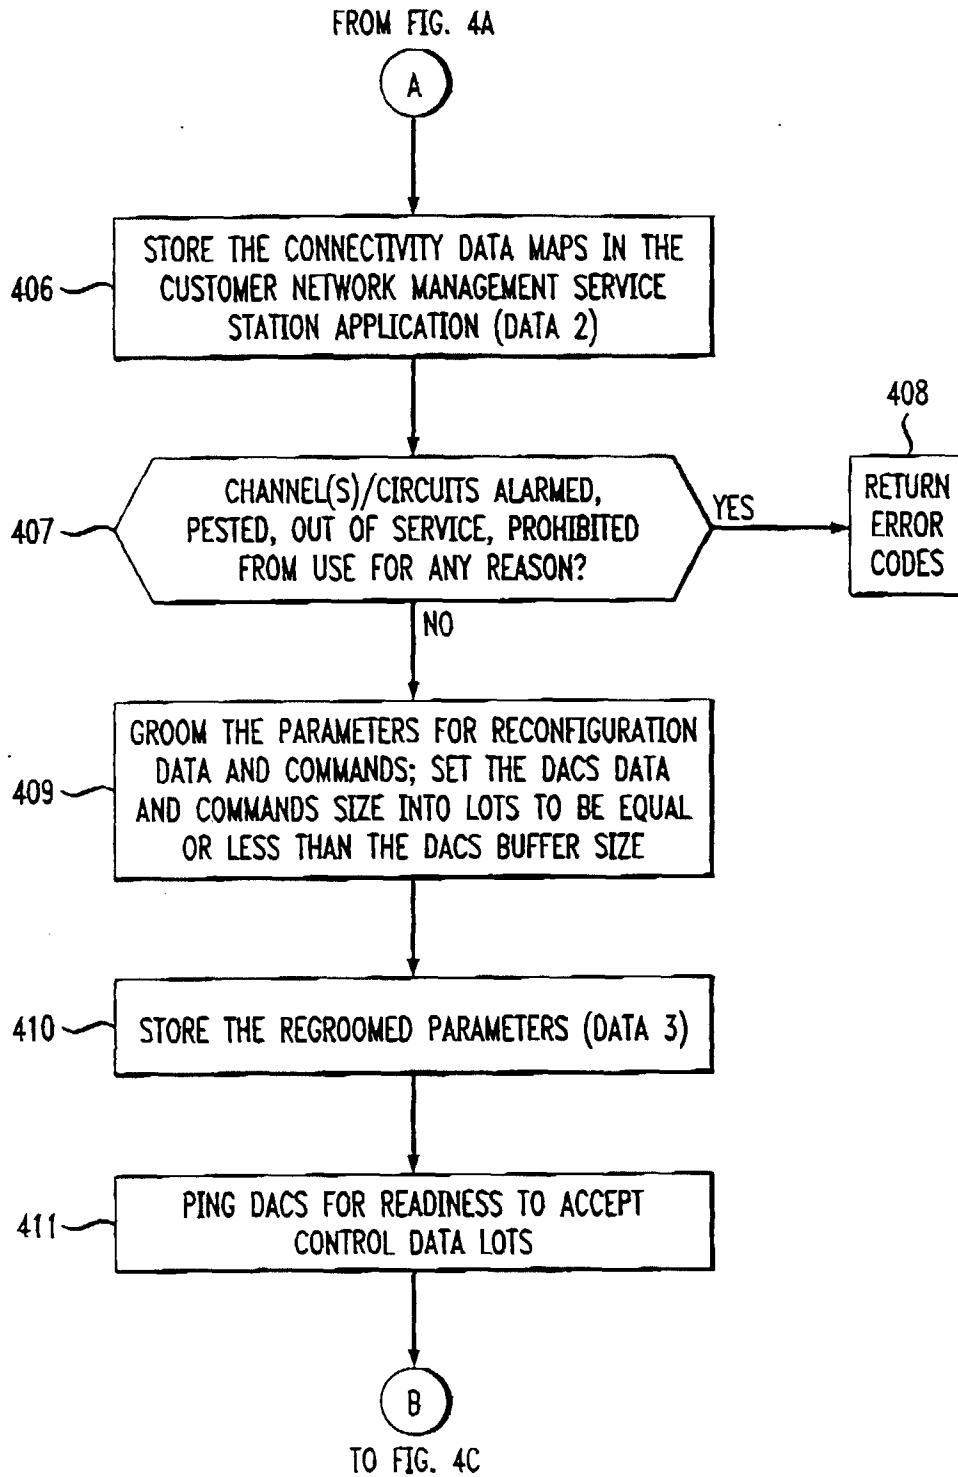 FROM FIG. 4A
A
STORE THE CONNECTIVITY DATA MAPS IN THE
CUSTOMER NETWORK MANAGEMENT SERVICE
STATION APPLICATION (DATA 2)
406
408
CHANNEL(S)/CIRCUITS ALARMED,
PESTED, OUT OF SERVICE, PROHIBITED
FROM USE FOR ANY REASON?
407
YES
RETURN
ERROR
CODES
NO
GROOM THE PARAMETERS FOR RECONFIGURATION
DATA AND COMMANDS; SET THE DACS DATA
AND COMMANDS SIZE INTO LOTS TO BE EQUAL
OR LESS THAN THE DACS BUFFER SIZE
409
410
STORE THE REGROOMED PARAMETERS (DATA 3)
PING DACS FOR READINESS TO ACCEPT
CONTROL DATA LOTS
411
B
TO FIG. 4C